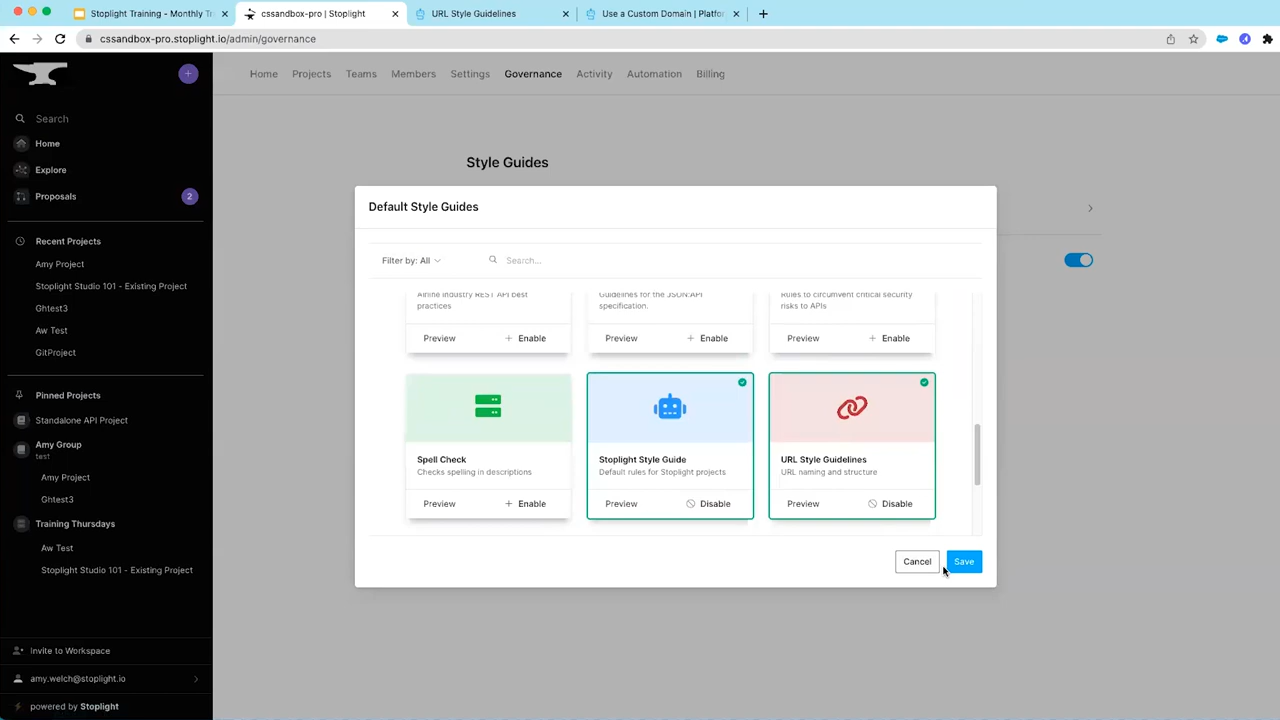 Stoplight Training - Monthly Tr
cssandbox-pro | Stoplight
URL Style Guidelines
Use a Custom Domain | Platfor
cssandbox-pro.stoplight.io/admin/governance
Home Projects Teams Members Settings Governance Activity Automation Billing
Search
Home
Explore
Proposals 2
Recent Projects
Amy Project
Stoplight Studio 101 - Existing Project
Ghtest3
Aw Test
GitProject
Pinned Projects
Standalone API Project
Amy Group
test
Amy Project
Ghtest3
Training Thursdays
Aw Test
Stoplight Studio 101 - Existing Project
Invite to Workspace
amy.welch@stoplight.io
powered by Stoplight
Style Guides
Default Style Guides
Filter by: All
Search...
Airline industry REST API best
practices
Preview + Enable
Guidelines for the JSON:API
specification.
Preview + Enable
Rules to circumvent critical security
risks to APIs
Preview + Enable
Spell Check
Checks spelling in descriptions
Preview + Enable
Stoplight Style Guide
Default rules for Stoplight projects
Preview Disable
URL Style Guidelines
URL naming and structure
Preview Disable
Cancel Save